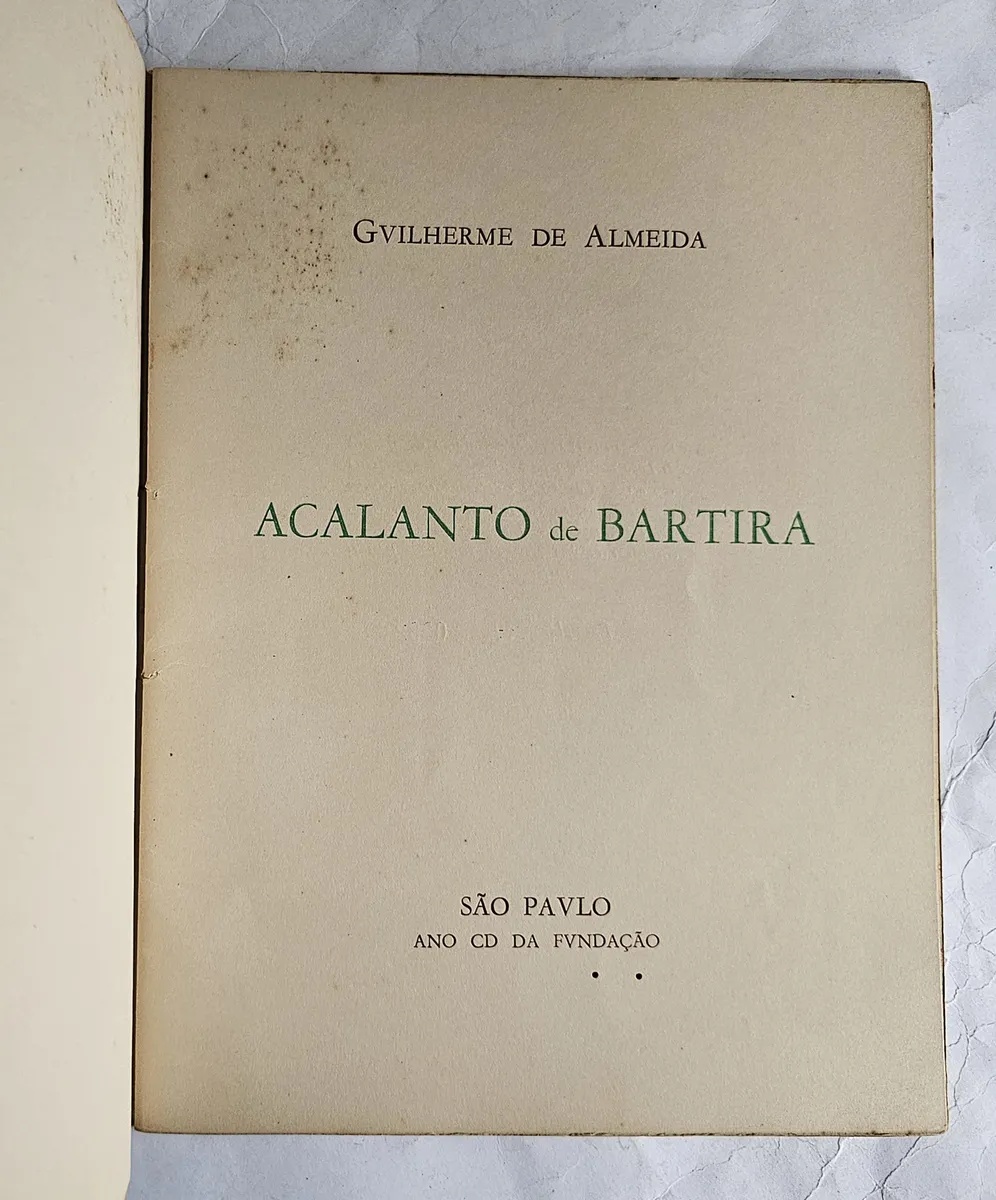 GVILHERME DE ALMEIDA
ACALANTO de BARTIRA
SÃO PAVLO
ANO CD DA FVNDAÇÃO